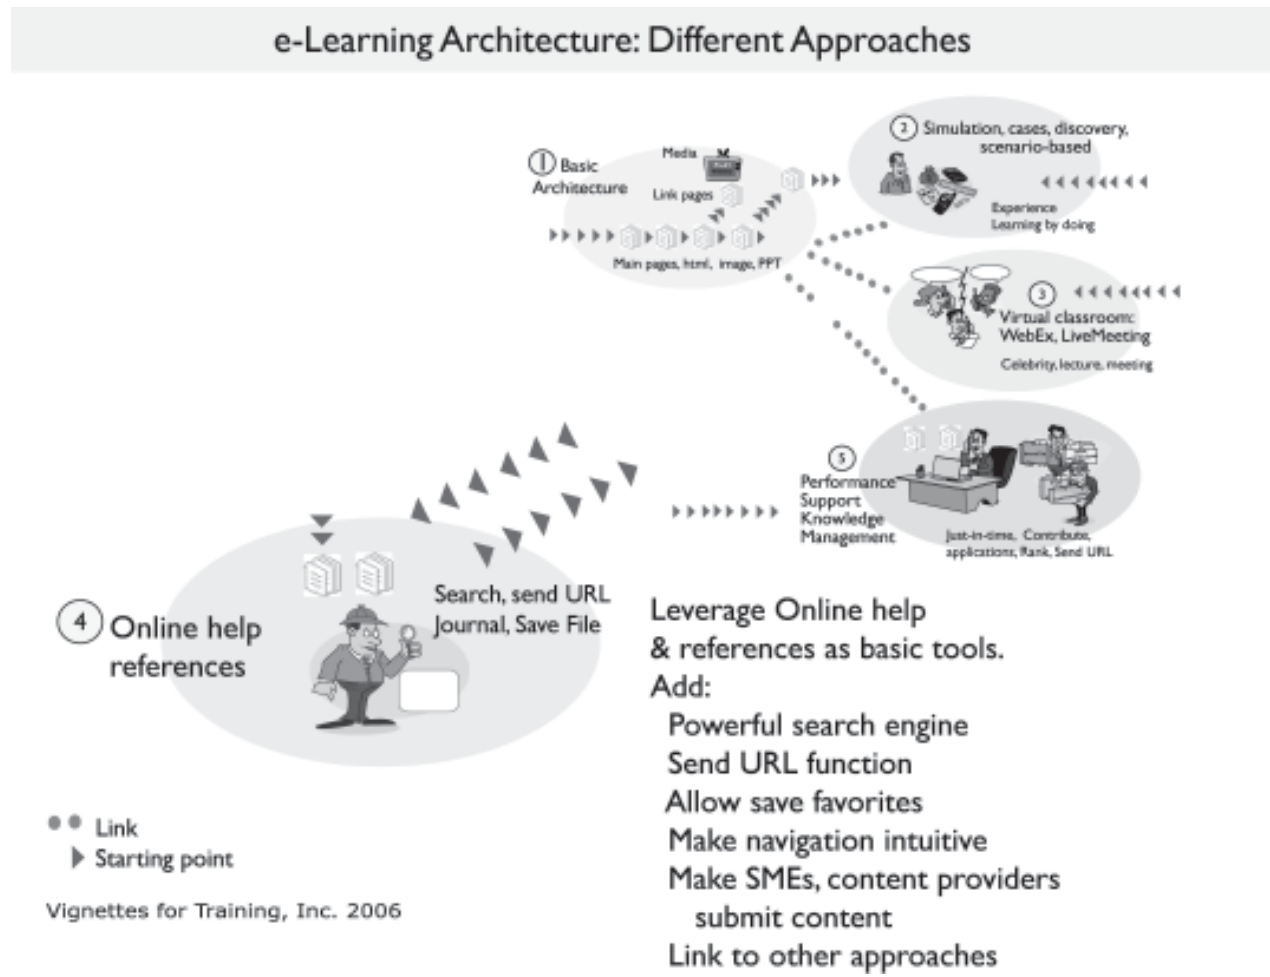 e-Learning Architecture: Different Approaches
1 Basic
Architecture
Media
Link pages
Main pages, html, image, PPT
2 Simulation, cases, discovery,
scenario-based
Experience
Learning by doing
3
Virtual classroom:
WebEx, LiveMeeting
Celebrity, lecture, meeting
5
Performance
Support
Knowledge
Management
Just-in-time, Contribute,
applications, Rank, Send URL
4 Online help
references
Search, send URL
Journal, Save File
Leverage Online help
& references as basic tools.
Add:
Powerful search engine
Send URL function
Allow save favorites
Make navigation intuitive
Make SMEs, content providers
submit content
Link to other approaches
Link
Starting point
Vignettes for Training, Inc. 2006